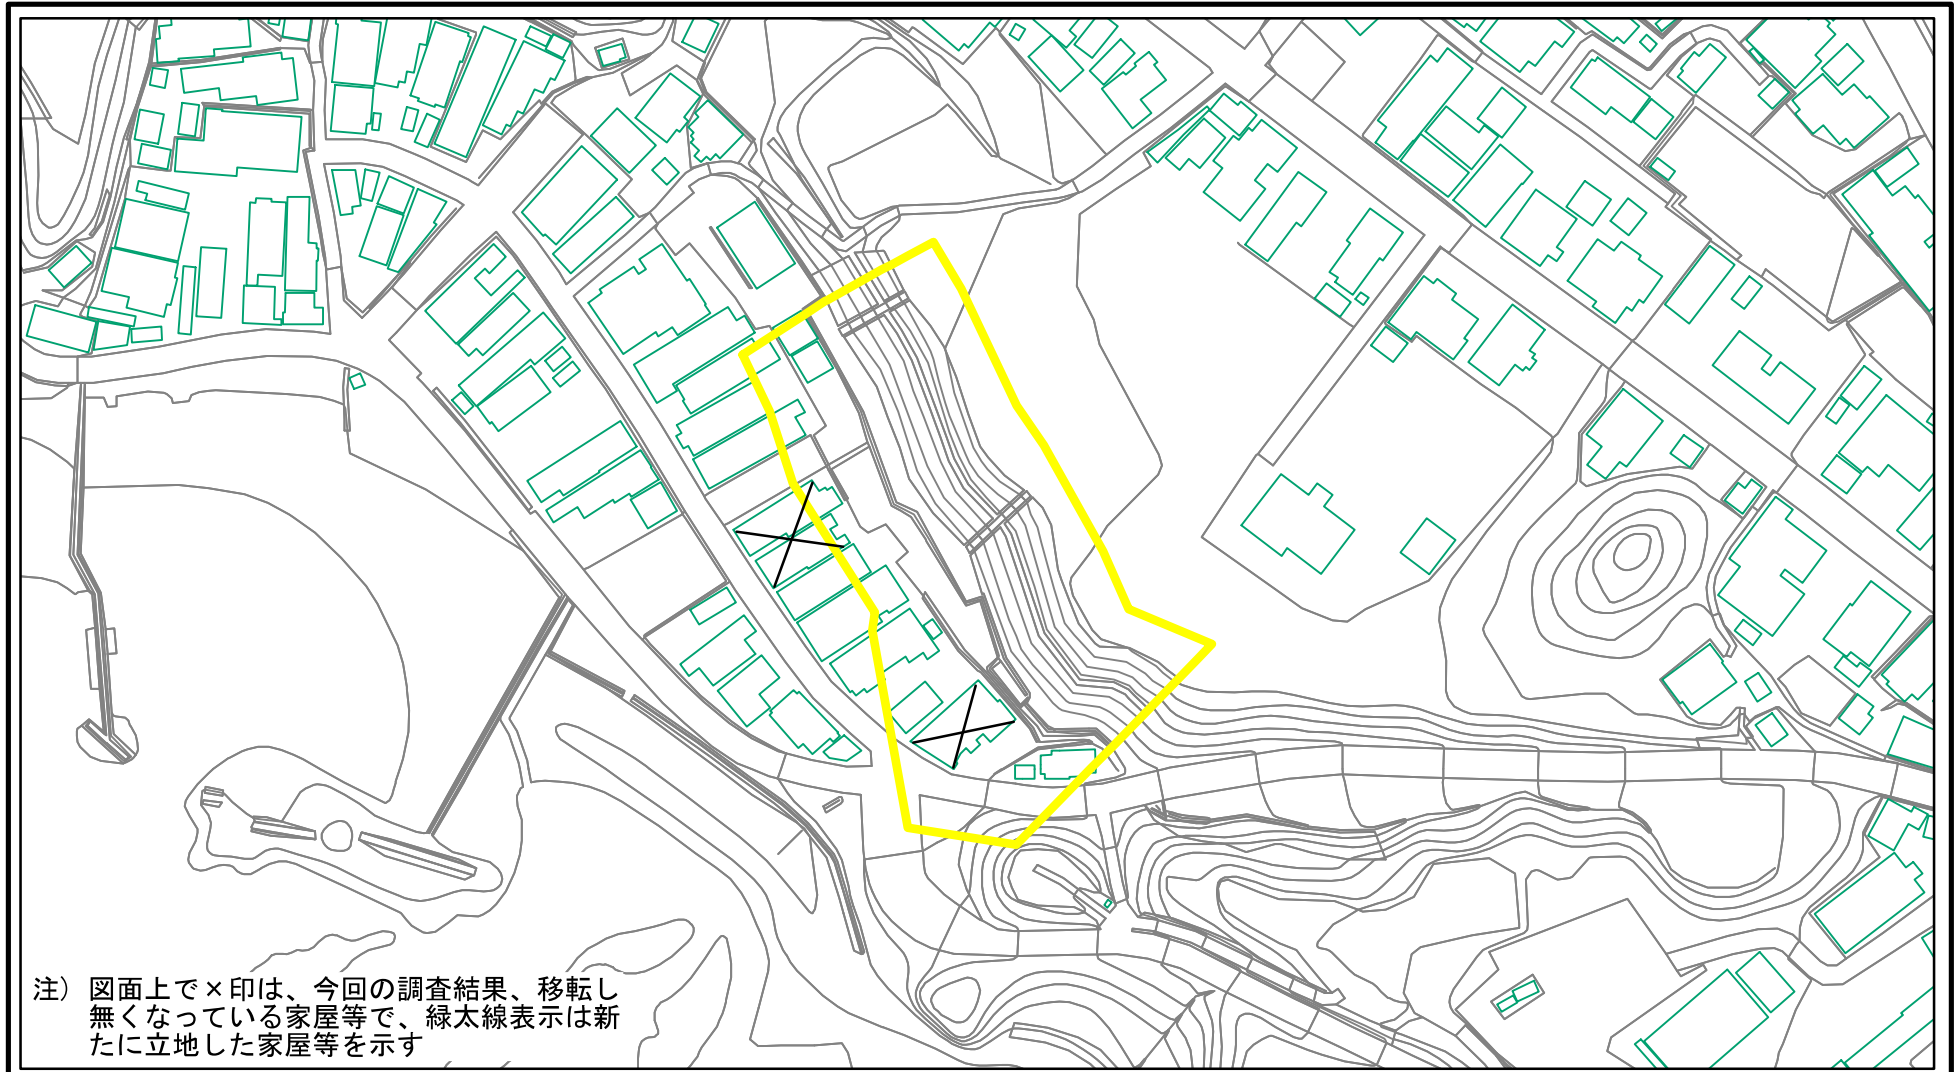 注） 図面上で×印は、今回の調査結果、移転し
無くなっている家屋等で、緑太線表示は新
たに立地した家屋等を示す